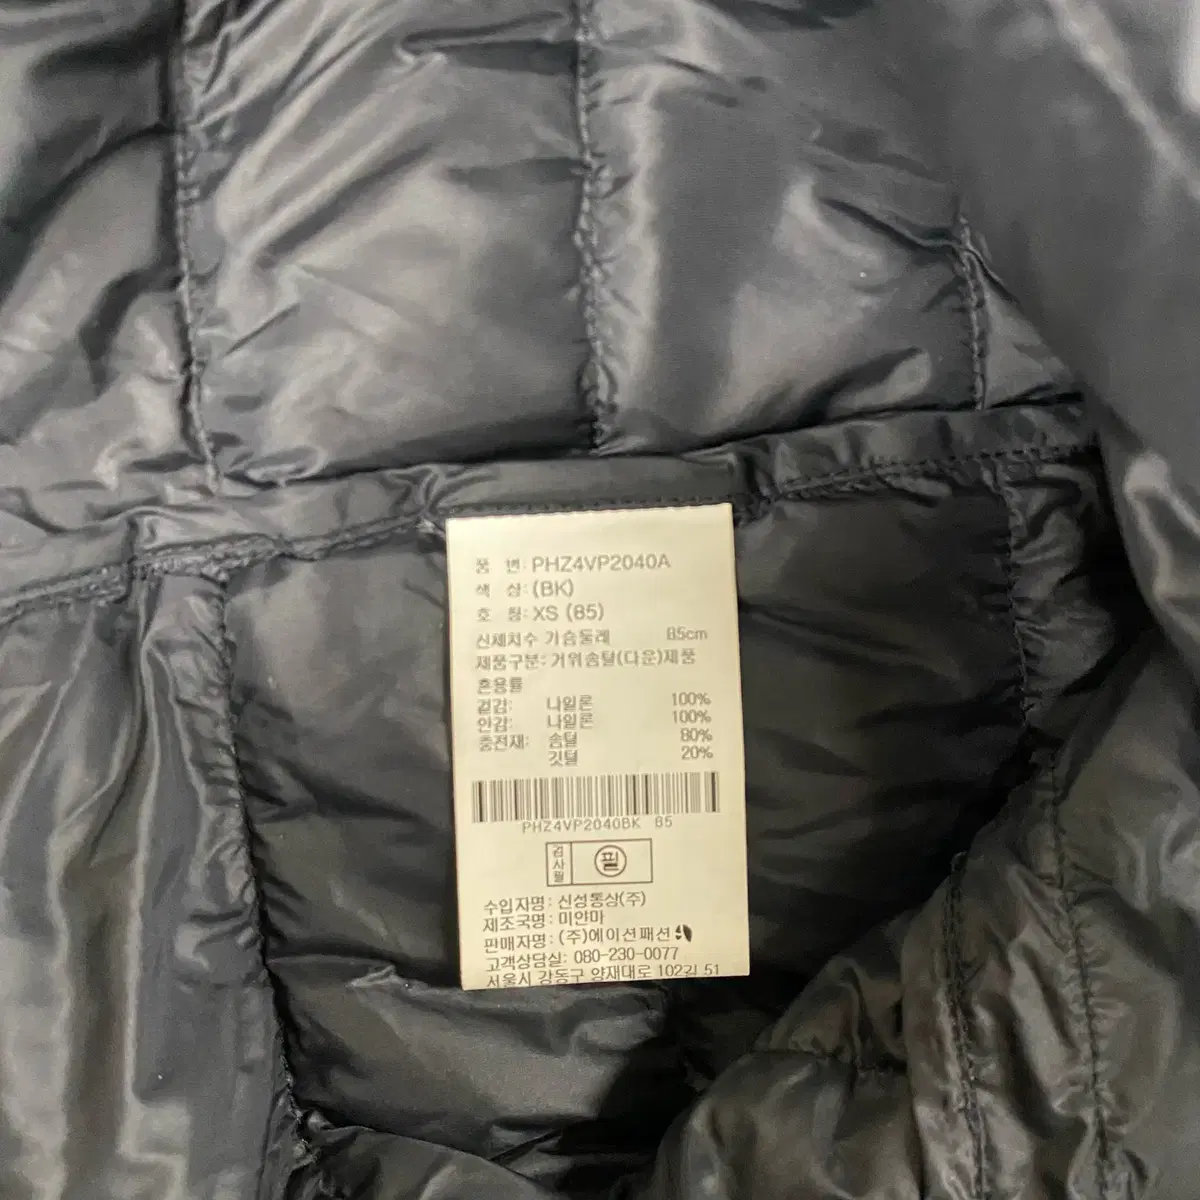 품 번: PHZ4VP2040A
색 상: (BK)
호 칭: XS (85)
신체치수 가슴둘레 85cm
제품구분: 거위솜털(다운)제품
혼용률
겉감: 나일론 100%
안감: 나일론 100%
충전재: 솜털 80%
깃털 20%
PHZ4VP2040BK 85
검사필 필
수입자명: 신성통상(주)
제조국명: 미얀마
판매자명: (주)에이션패션
고객상담실: 080-230-0077
서울시 강동구 양재대로 102길 51